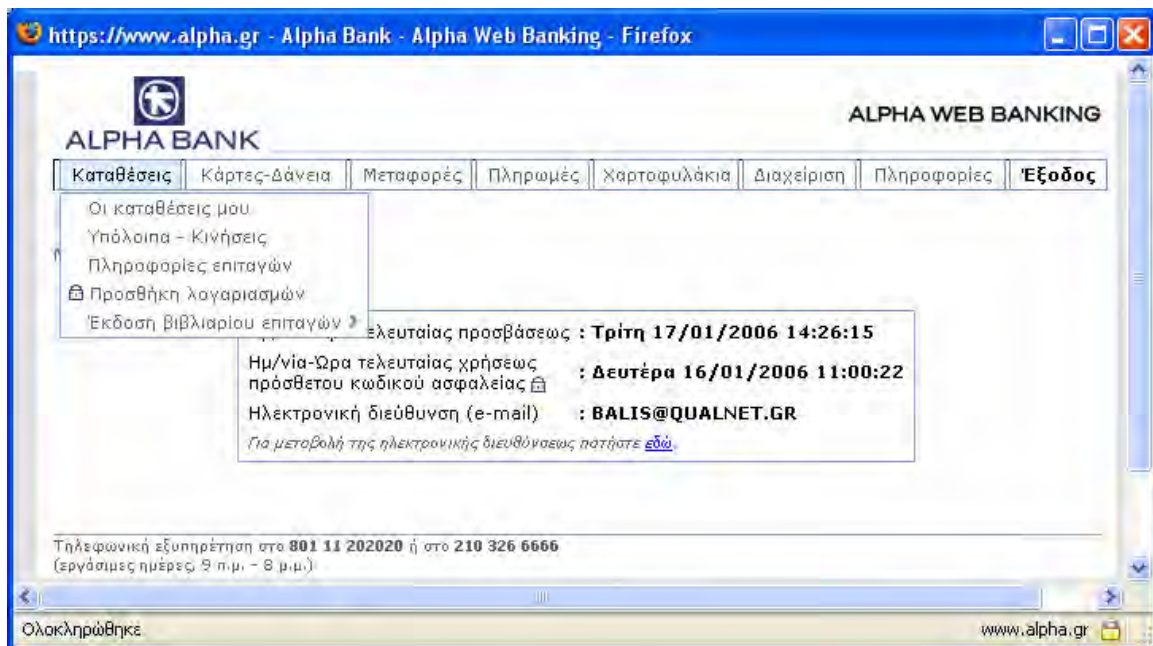 https://www.alpha.gr - Alpha Bank - Alpha Web Banking - Firefox
ALPHA BANK
ALPHA WEB BANKING
Καταθέσεις Κάρτες-Δάνεια Μεταφορές Πληρωμές Χαρτοφυλάκια Διαχείριση Πληροφορίες Έξοδος
Οι καταθέσεις μου
Υπόλοιπα - Κινήσεις
Πληροφορίες επιταγών
Προσθήκη λογαριασμών
Έκδοση βιβλιαρίου επιταγών
τελευταίας προσβάσεως : Τρίτη 17/01/2006 14:26:15
Ημ/νία-Ώρα τελευταίας χρήσεως
πρόσθετου κωδικού ασφαλείας : Δευτέρα 16/01/2006 11:00:22
Ηλεκτρονική διεύθυνση (e-mail) : BALIS@QUALNET.GR
Για μεταβολή της ηλεκτρονικής διευθύνσεως πατήστε εδώ.
Τηλεφωνική εξυπηρέτηση στο 801 11 202020 ή στο 210 326 6666
(εργάσιμες ημέρες, 9 π.μ. - 8 μ.μ.)
Ολοκληρώθηκε www.alpha.gr